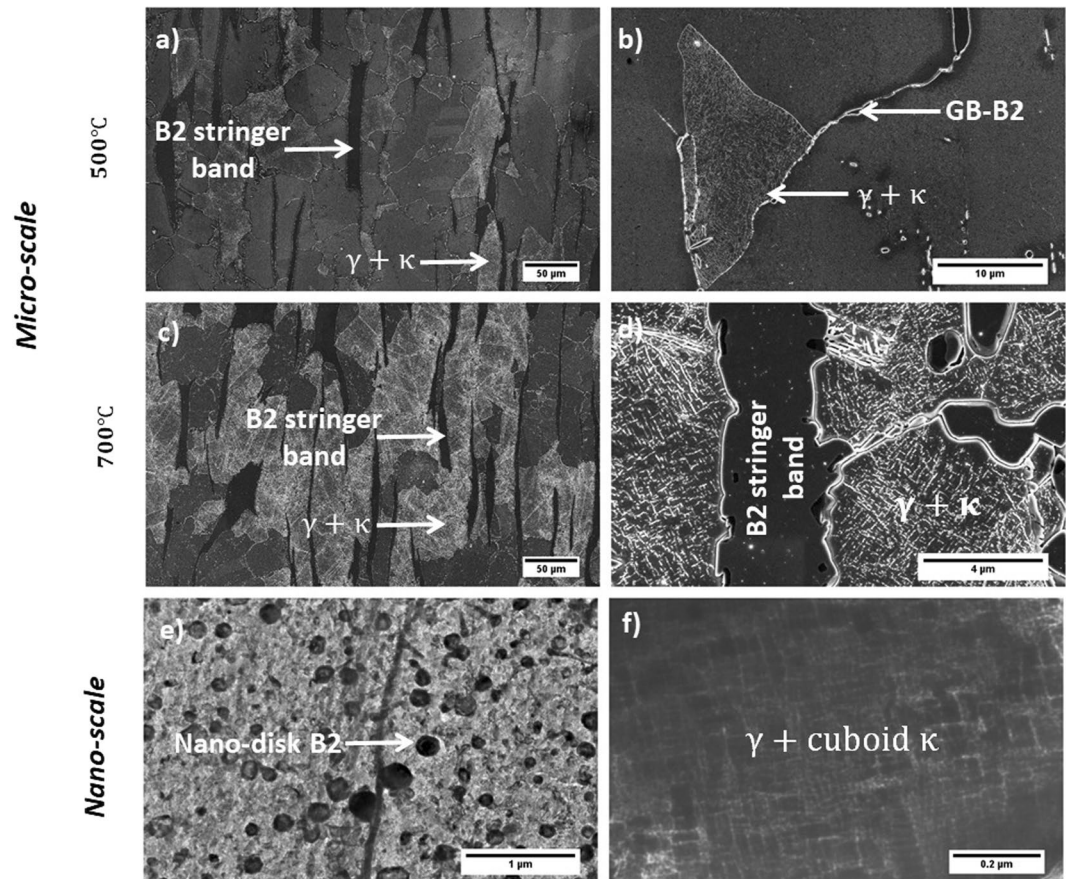 Micro-scale
500°C
a)
B2 stringer
band
γ + κ
50 µm
b)
GB-B2
γ + κ
10 µm
700°C
c)
B2 stringer
band
γ + κ
50 µm
d)
B2 stringer
band
γ + κ
4 µm
Nano-scale
e)
Nano-disk B2
1 µm
f)
γ + cuboid κ
0.2 µm